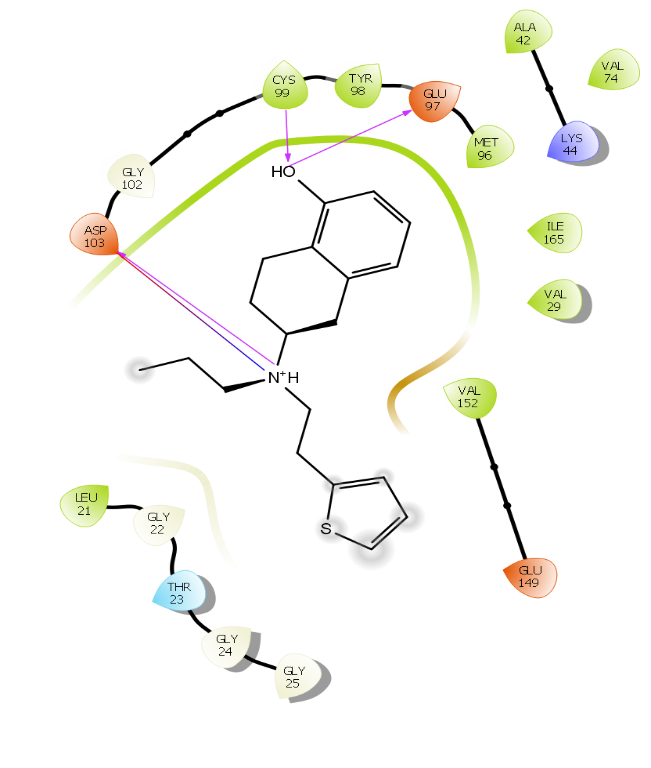 ALA
42
VAL
74
CYS
99
TYR
98
GLU
97
MET
96
LYS
44
GLY
102
HO
ASP
103
ILE
165
VAL
29
N+H
VAL
152
LEU
21
GLY
22
S
THR
23
GLU
149
GLY
24
GLY
25